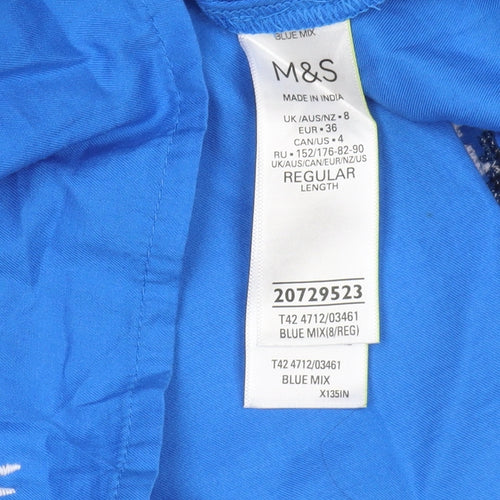 BLUE MIX
M&S
MADE IN INDIA
UK/AUS/NZ • 8
EUR • 36
CAN/US • 4
RU • 152/176-82-90
UK/AUS/CAN/EUR/NZ/US
REGULAR
LENGTH
20729523
T42 4712/03461
BLUE MIX(8/REG)
T42 4712/03461
BLUE MIX
X135IN